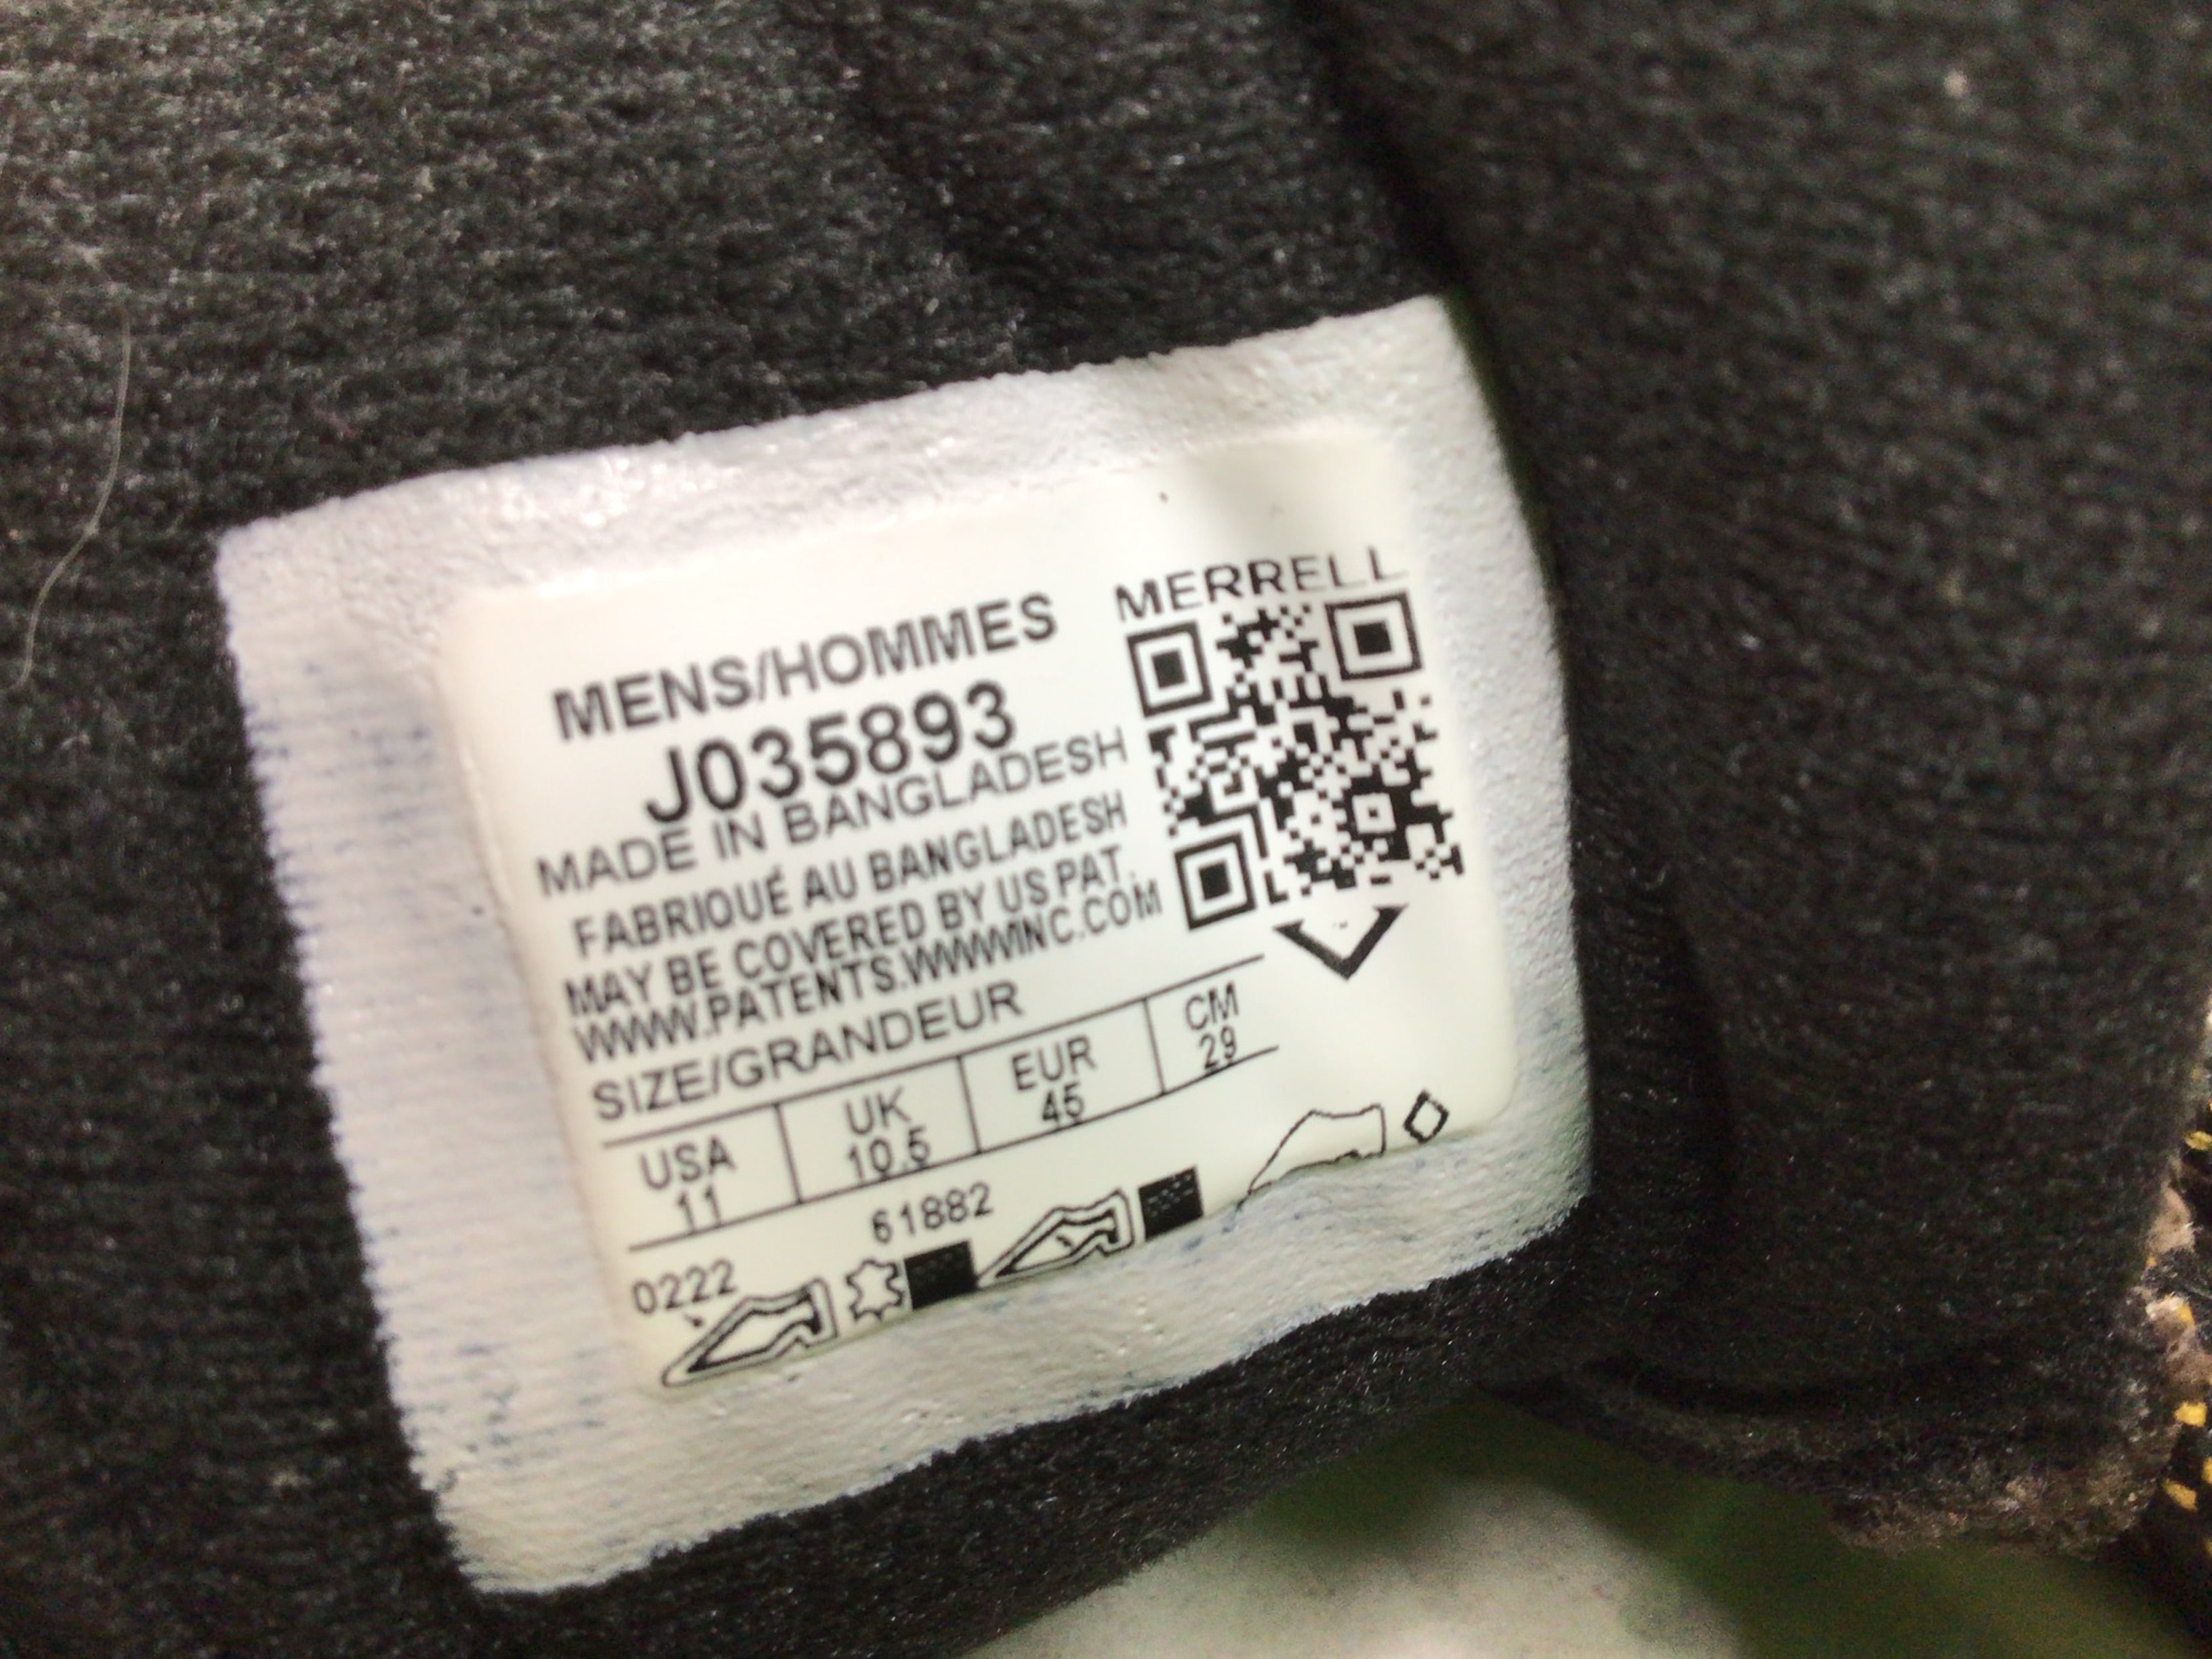 MERRELL
MENS/HOMMES
J035893
MADE IN BANGLADESH
FABRIQUÉ AU BANGLADESH
MAY BE COVERED BY US PAT.
WWW.PATENTS.WWWINC.COM
SIZE/GRANDEUR
USA UK EUR CM
11 10.5 45 29
61882
0222